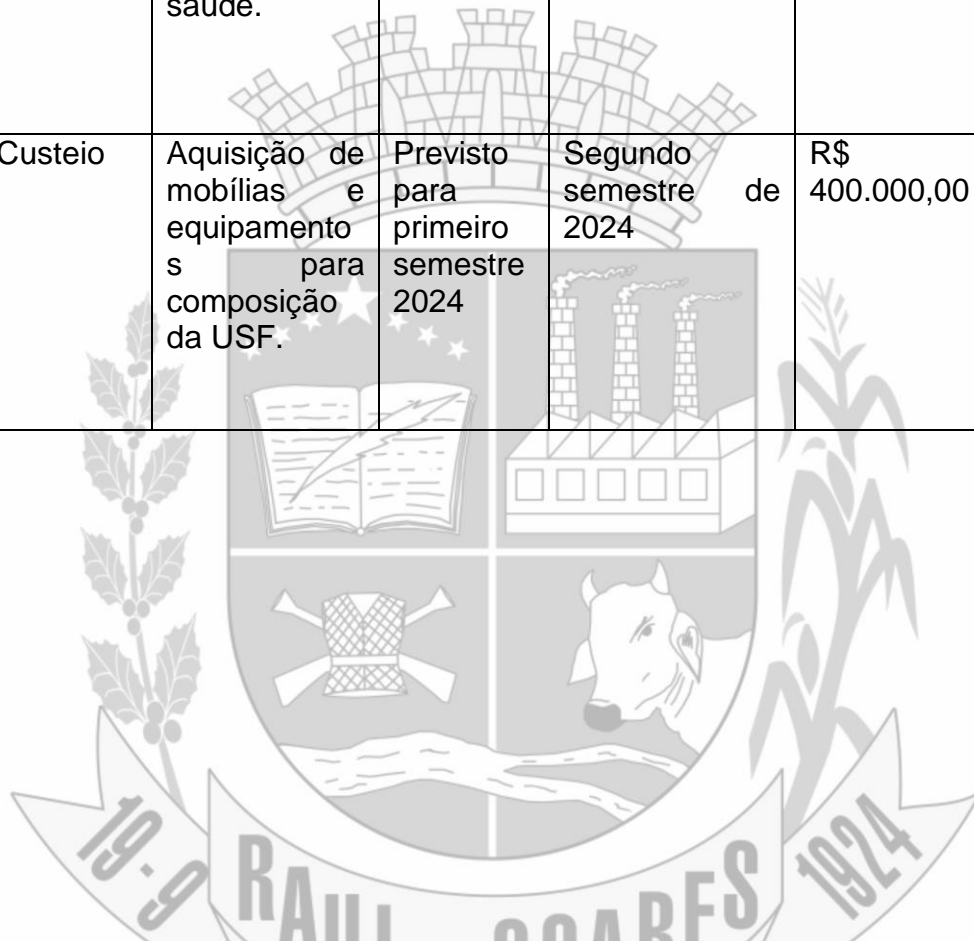 saúde.
Custeio
Aquisição de
mobílias e
equipamento
s para
composição
da USF.
Previsto
para
primeiro
semestre
2024
Segundo
semestre de
2024
R$
400.000,00
19-9
RAUL SOARES
1924